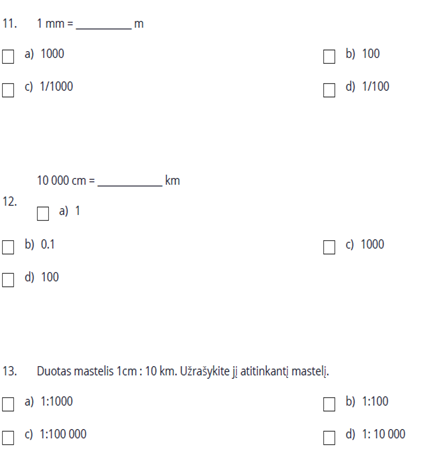 11. 1 mm = __________ m
a) 1000 b) 100
c) 1/1000 d) 1/100
10 000 cm = ____________ km
12.
a) 1
b) 0.1 c) 1000
d) 100
13. Duotas mastelis 1cm : 10 km. Užrašykite jį atitinkantį mastelį.
a) 1:1000 b) 1:100
c) 1:100 000 d) 1: 10 000